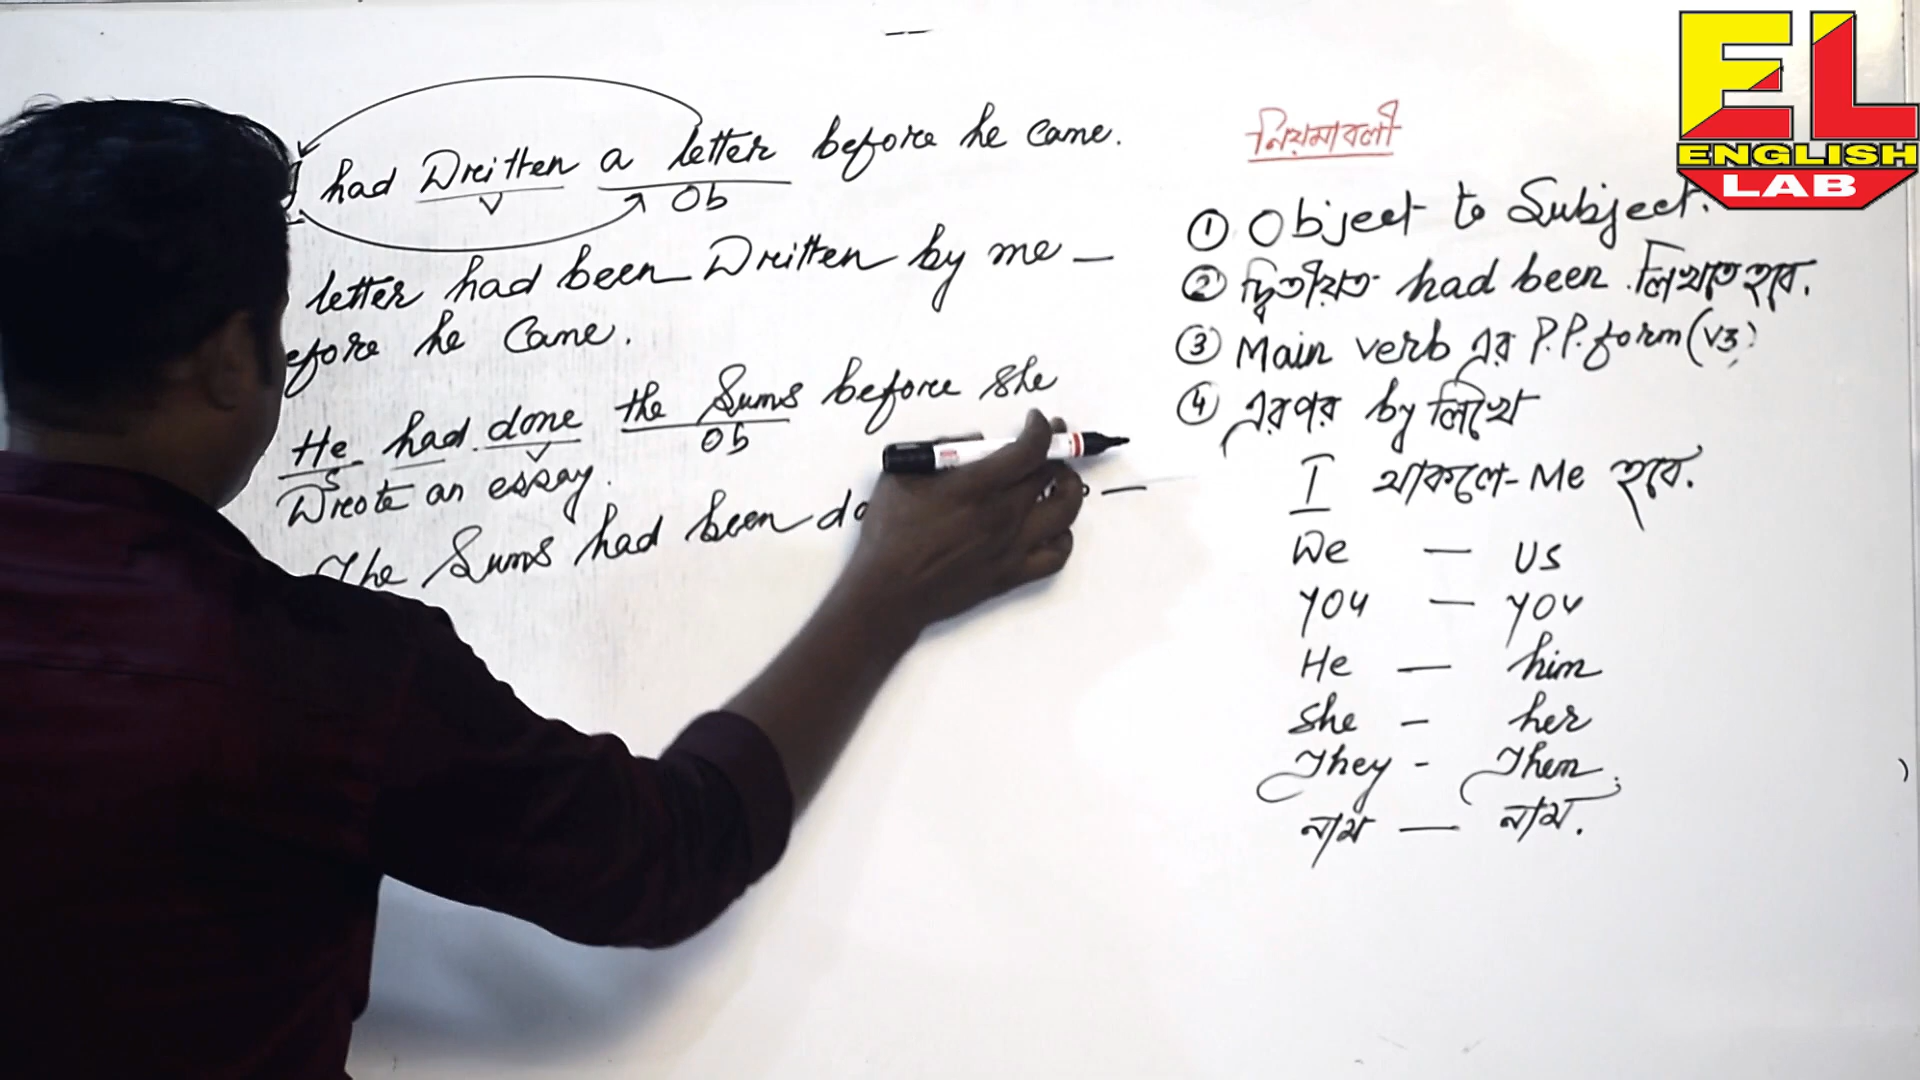 I had Written a letter before he Came.
V Ob
letter had been Written by me —
efore he Came.
He had done the Sums before she
S V Ob
Wrote an essay.
The Sums had been do —
নিয়মাবলী
① Object to Subject.
② দ্বিতীয়ত had been লিখতে হবে.
③ Main verb এর P.P. form (V3)
④ এরপর by লিখে
I থাকলে - Me হবে.
We — us
you — you
He — him
She — her
They - Them.
নাম — নাম.
EL
ENGLISH
LAB